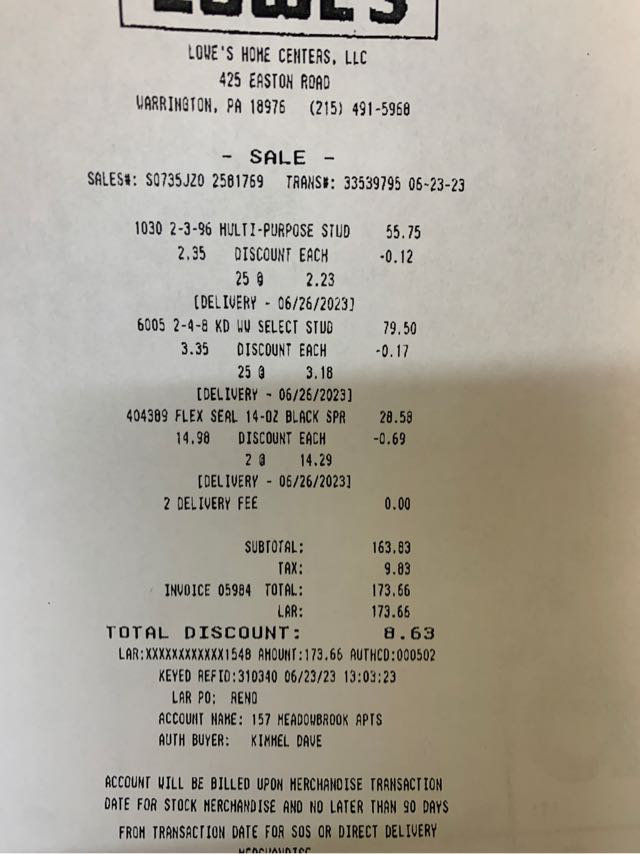 LOWE'S
LOWE'S HOME CENTERS, LLC
425 EASTON ROAD
WARRINGTON, PA 18976 (215) 491-5968
- SALE -
SALES#: S0735JZ0 2581769 TRANS#: 33539795 06-23-23
1030 2-3-96 MULTI-PURPOSE STUD 55.75
2.35 DISCOUNT EACH -0.12
25 @ 2.23
[DELIVERY - 06/26/2023]
6005 2-4-8 KD WW SELECT STUD 79.50
3.35 DISCOUNT EACH -0.17
25 @ 3.18
[DELIVERY - 06/26/2023]
404389 FLEX SEAL 14-OZ BLACK SPR 28.58
14.98 DISCOUNT EACH -0.69
2 @ 14.29
[DELIVERY - 06/26/2023]
2 DELIVERY FEE 0.00
SUBTOTAL: 163.83
TAX: 9.83
INVOICE 05984 TOTAL: 173.66
LAR: 173.66
TOTAL DISCOUNT: 8.63
LAR:XXXXXXXXXXXX1548 AMOUNT:173.66 AUTHCD:000502
KEYED REFID:310340 06/23/23 13:03:23
LAR PO: RENO
ACCOUNT NAME: 157 MEADOWBROOK APTS
AUTH BUYER: KIMMEL DAVE
ACCOUNT WILL BE BILLED UPON MERCHANDISE TRANSACTION
DATE FOR STOCK MERCHANDISE AND NO LATER THAN 90 DAYS
FROM TRANSACTION DATE FOR SOS OR DIRECT DELIVERY
MERCHANDISE